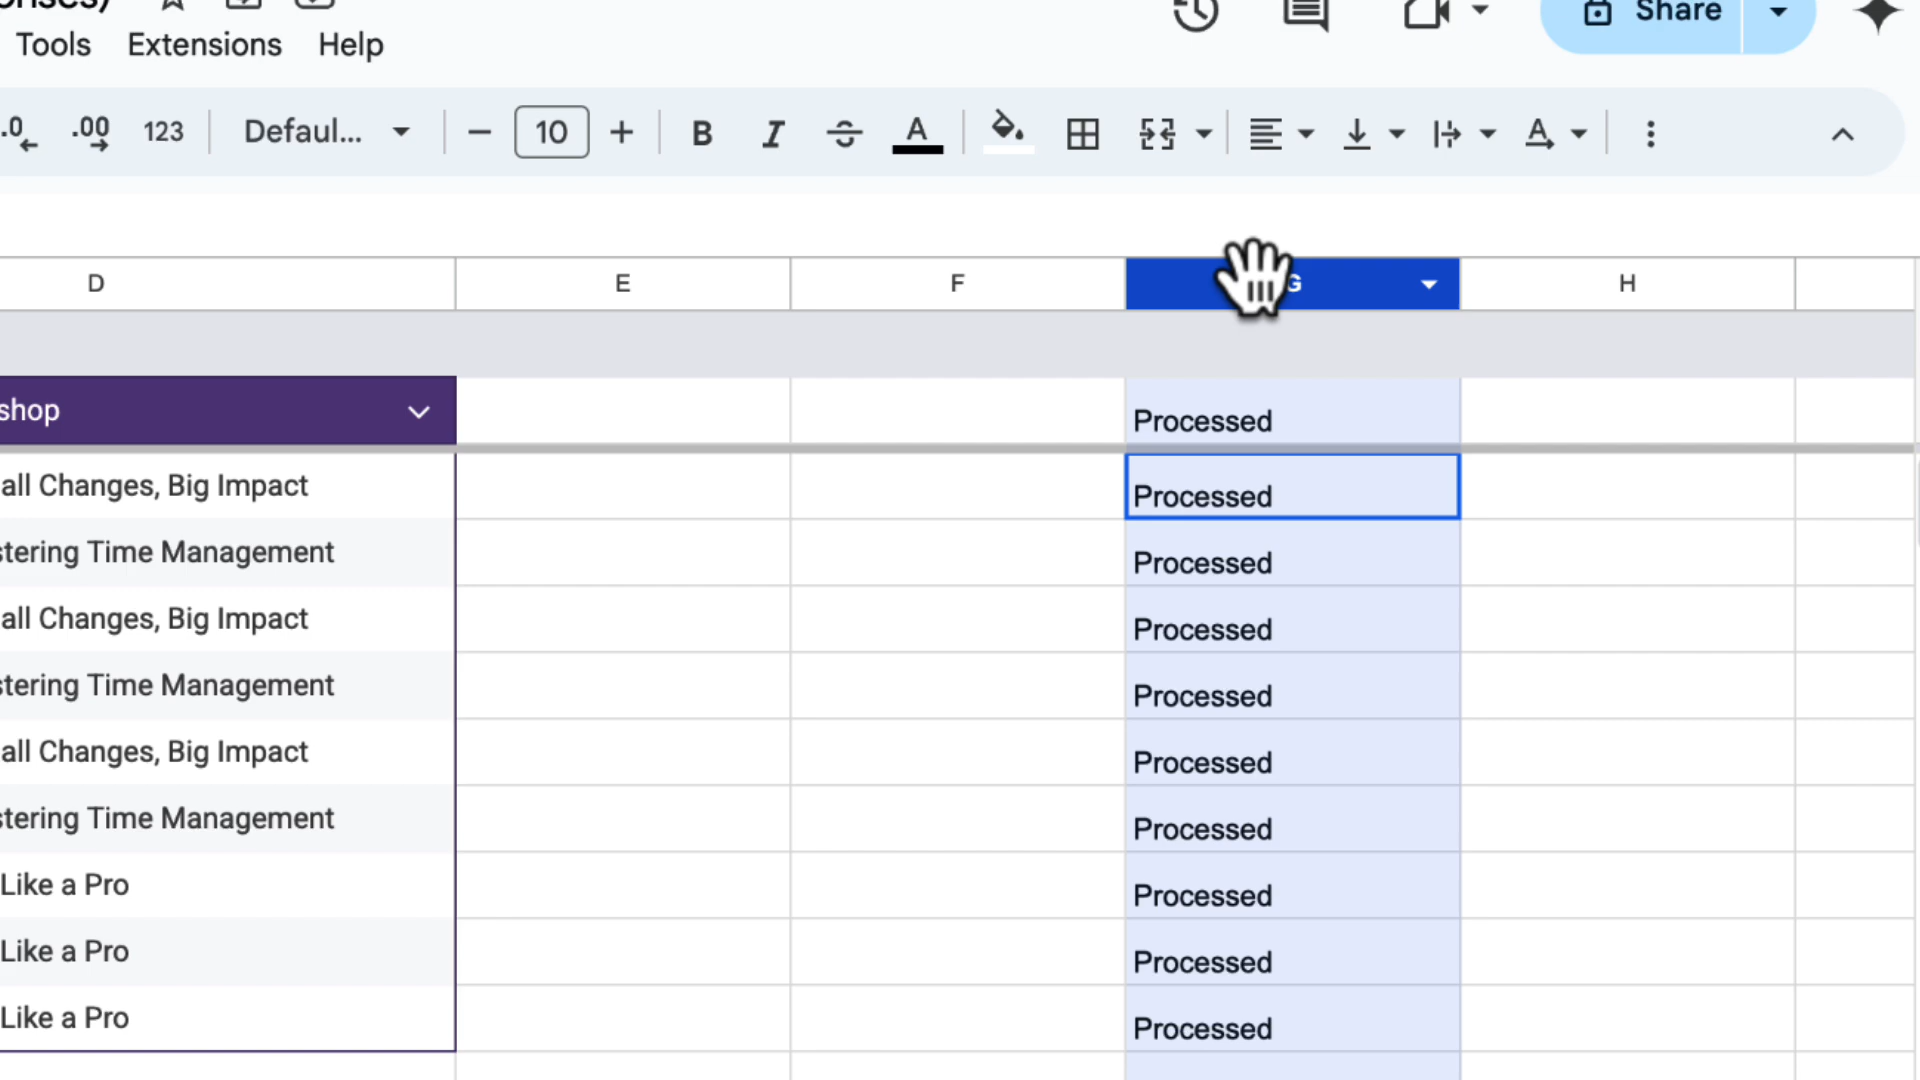 Share
Tools Extensions Help
.0 .00 123 Defaul... 10 B I A A
D E F G H
shop Processed
all Changes, Big Impact Processed
stering Time Management Processed
all Changes, Big Impact Processed
stering Time Management Processed
all Changes, Big Impact Processed
stering Time Management Processed
Like a Pro Processed
Like a Pro Processed
Like a Pro Processed